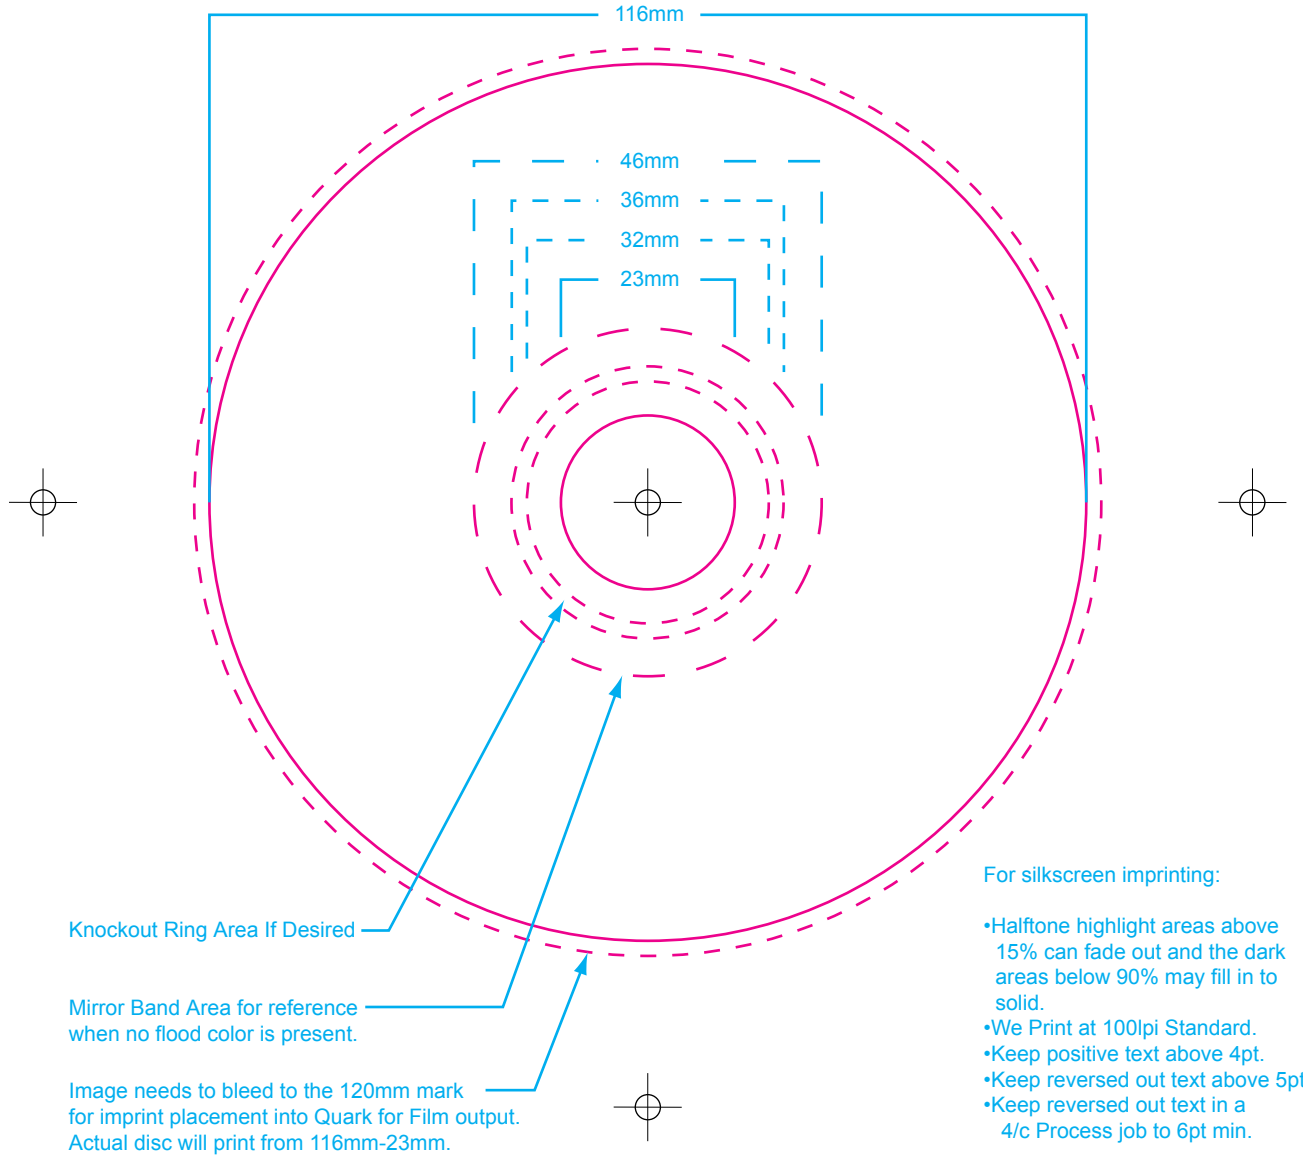 116mm
46mm
36mm
32mm
23mm
Knockout Ring Area If Desired
Mirror Band Area for reference
when no flood color is present.
Image needs to bleed to the 120mm mark
for imprint placement into Quark for Film output.
Actual disc will print from 116mm-23mm.
For silkscreen imprinting:
•Halftone highlight areas above
15% can fade out and the dark
areas below 90% may fill in to
solid.
•We Print at 100lpi Standard.
•Keep positive text above 4pt.
•Keep reversed out text above 5pt
•Keep reversed out text in a
4/c Process job to 6pt min.